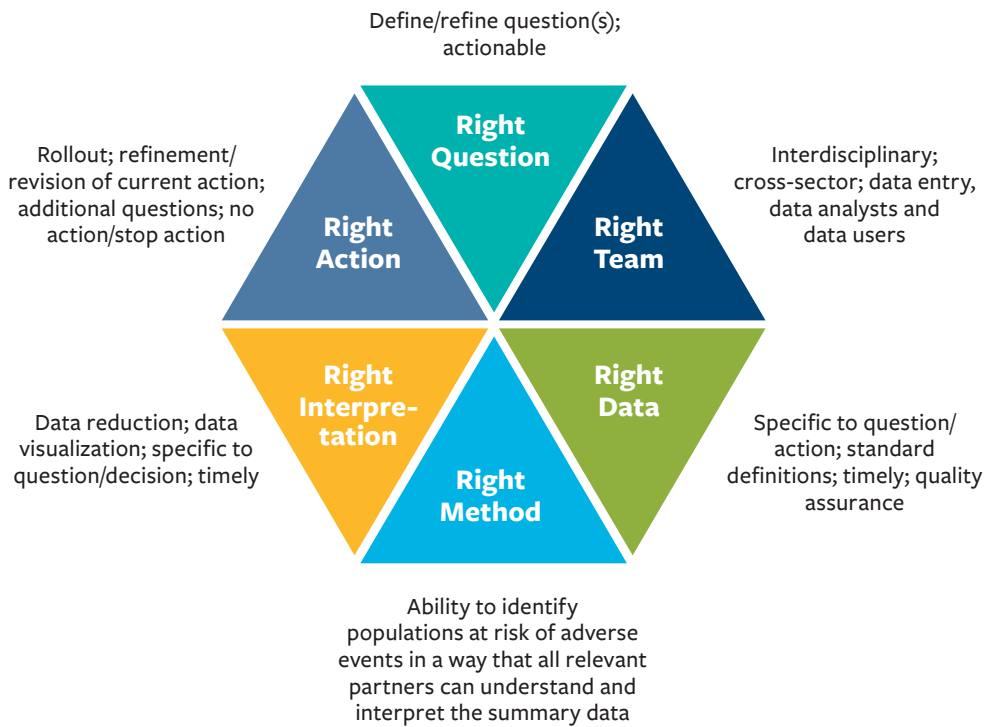 Define/refine question(s);
actionable
Right
Question
Right
Team
Interdisciplinary;
cross-sector; data entry,
data analysts and
data users
Right
Data
Specific to question/
action; standard
definitions; timely; quality
assurance
Right
Method
Ability to identify
populations at risk of adverse
events in a way that all relevant
partners can understand and
interpret the summary data
Right
Interpre-
tation
Data reduction; data
visualization; specific to
question/decision; timely
Right
Action
Rollout; refinement/
revision of current action;
additional questions; no
action/stop action